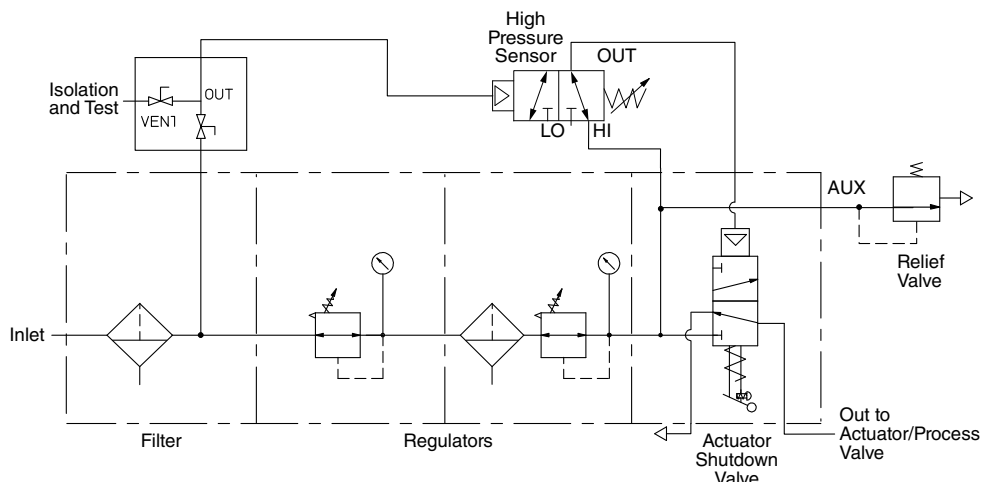 High
Pressure
Sensor
OUT
Isolation
and Test
OUT
VENT
LO
HI
AUX
Relief
Valve
Inlet
Filter
Regulators
Actuator
Shutdown
Valve
Out to
Actuator/Process
Valve